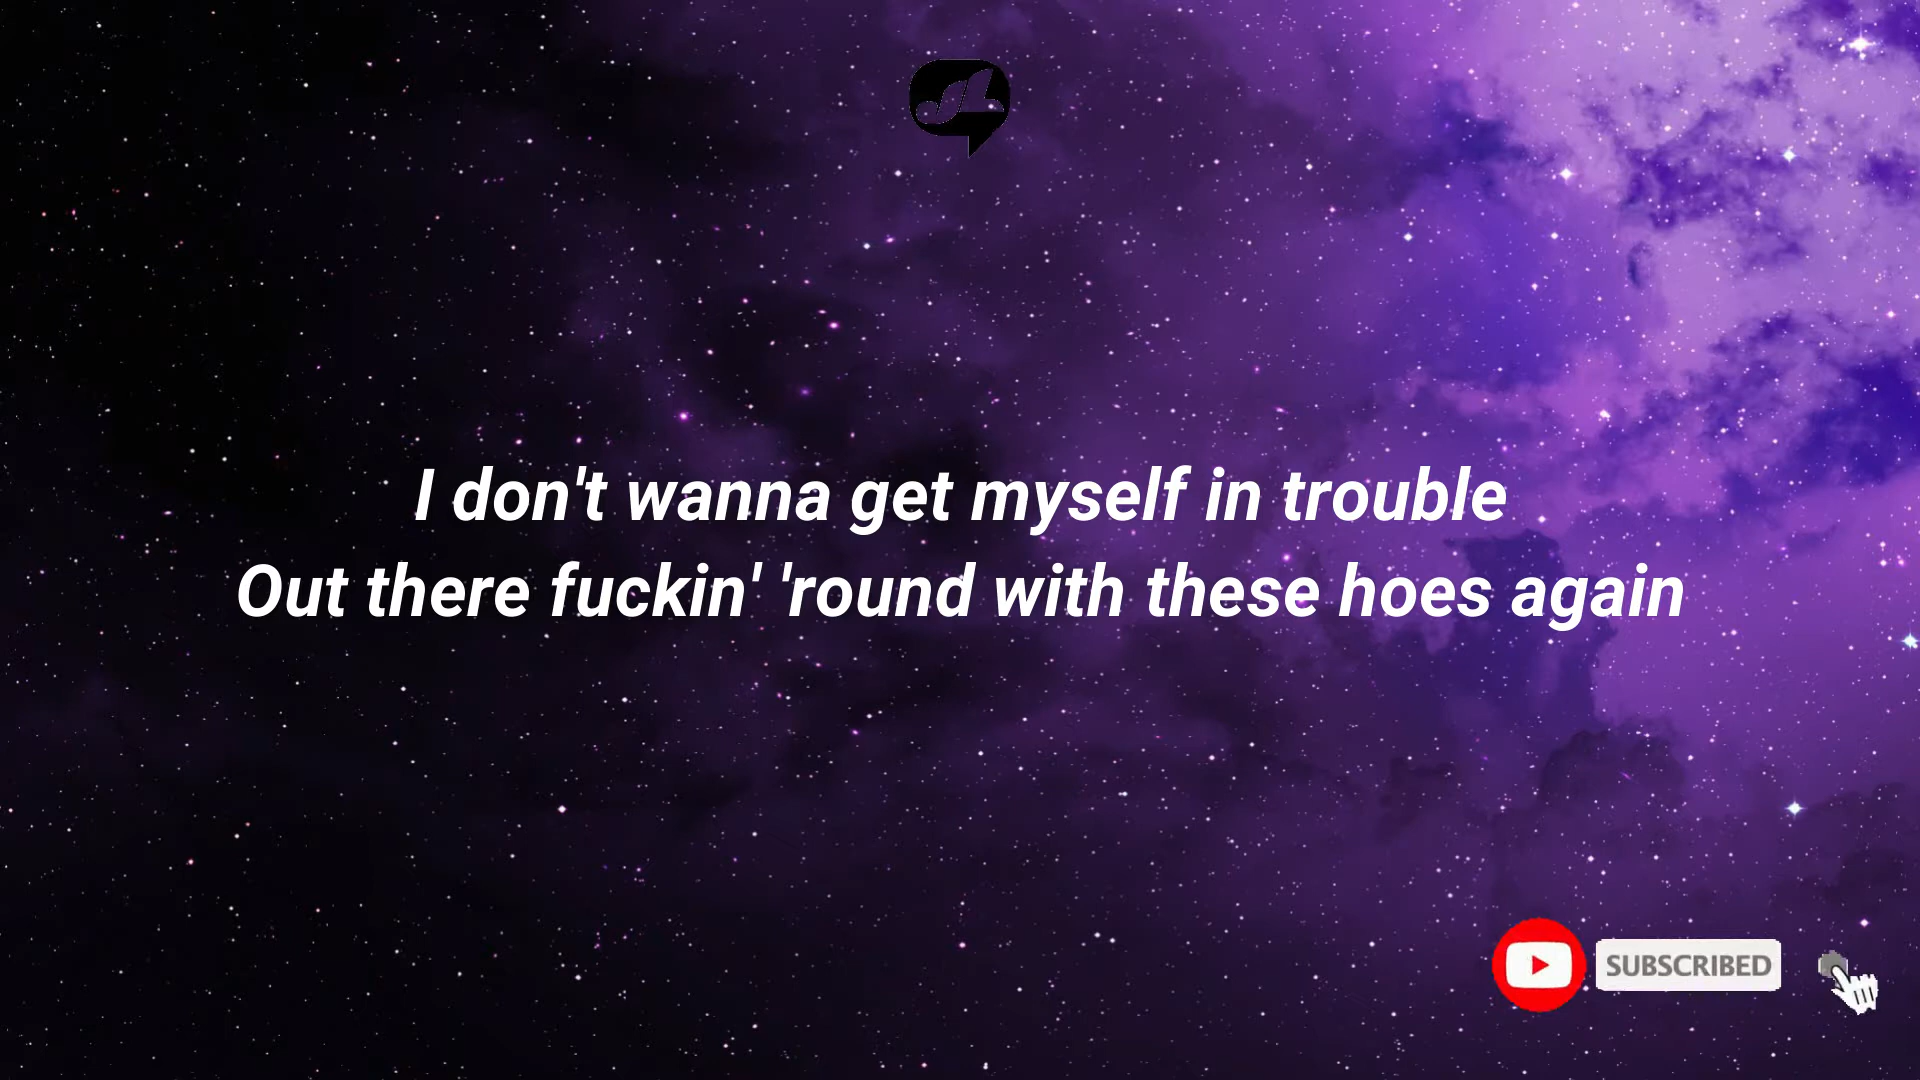 I don't wanna get myself in trouble
Out there fuckin' 'round with these hoes again
SUBSCRIBED